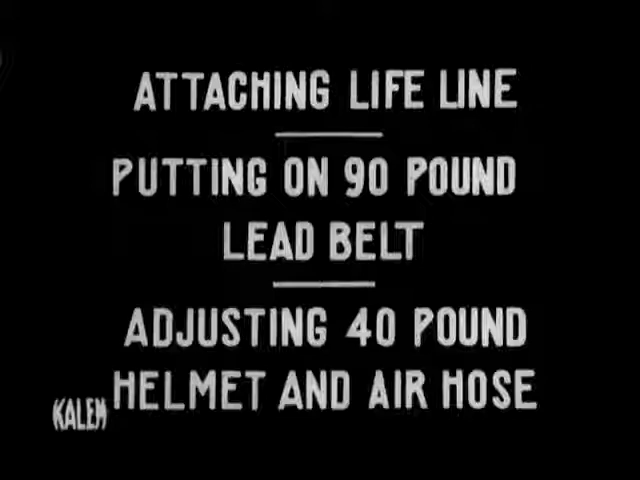 ATTACHING LIFE LINE
PUTTING ON 90 POUND
LEAD BELT
ADJUSTING 40 POUND
HELMET AND AIR HOSE
KALEM